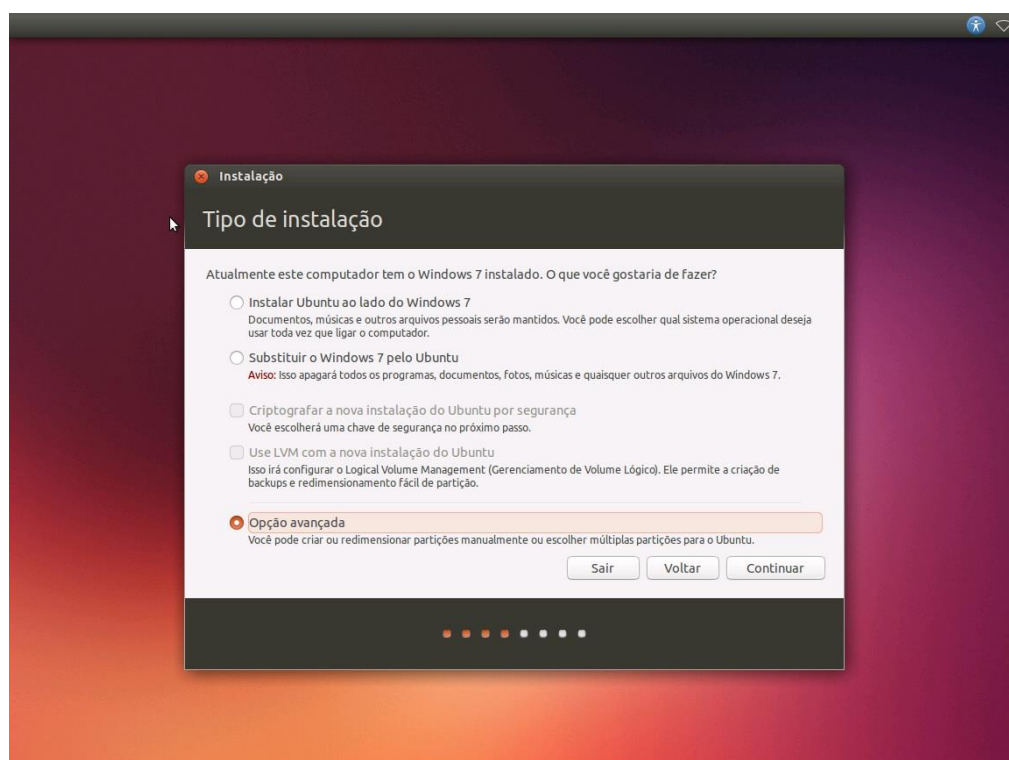 Instalação
Tipo de instalação
Atualmente este computador tem o Windows 7 instalado. O que você gostaria de fazer?
Instalar Ubuntu ao lado do Windows 7
Documentos, músicas e outros arquivos pessoais serão mantidos. Você pode escolher qual sistema operacional deseja
usar toda vez que ligar o computador.
Substituir o Windows 7 pelo Ubuntu
Aviso: Isso apagará todos os programas, documentos, fotos, músicas e quaisquer outros arquivos do Windows 7.
Criptografar a nova instalação do Ubuntu por segurança
Você escolherá uma chave de segurança no próximo passo.
Use LVM com a nova instalação do Ubuntu
Isso irá configurar o Logical Volume Management (Gerenciamento de Volume Lógico). Ele permite a criação de
backups e redimensionamento fácil de partição.
Opção avançada
Você pode criar ou redimensionar partições manualmente ou escolher múltiplas partições para o Ubuntu.
Sair Voltar Continuar